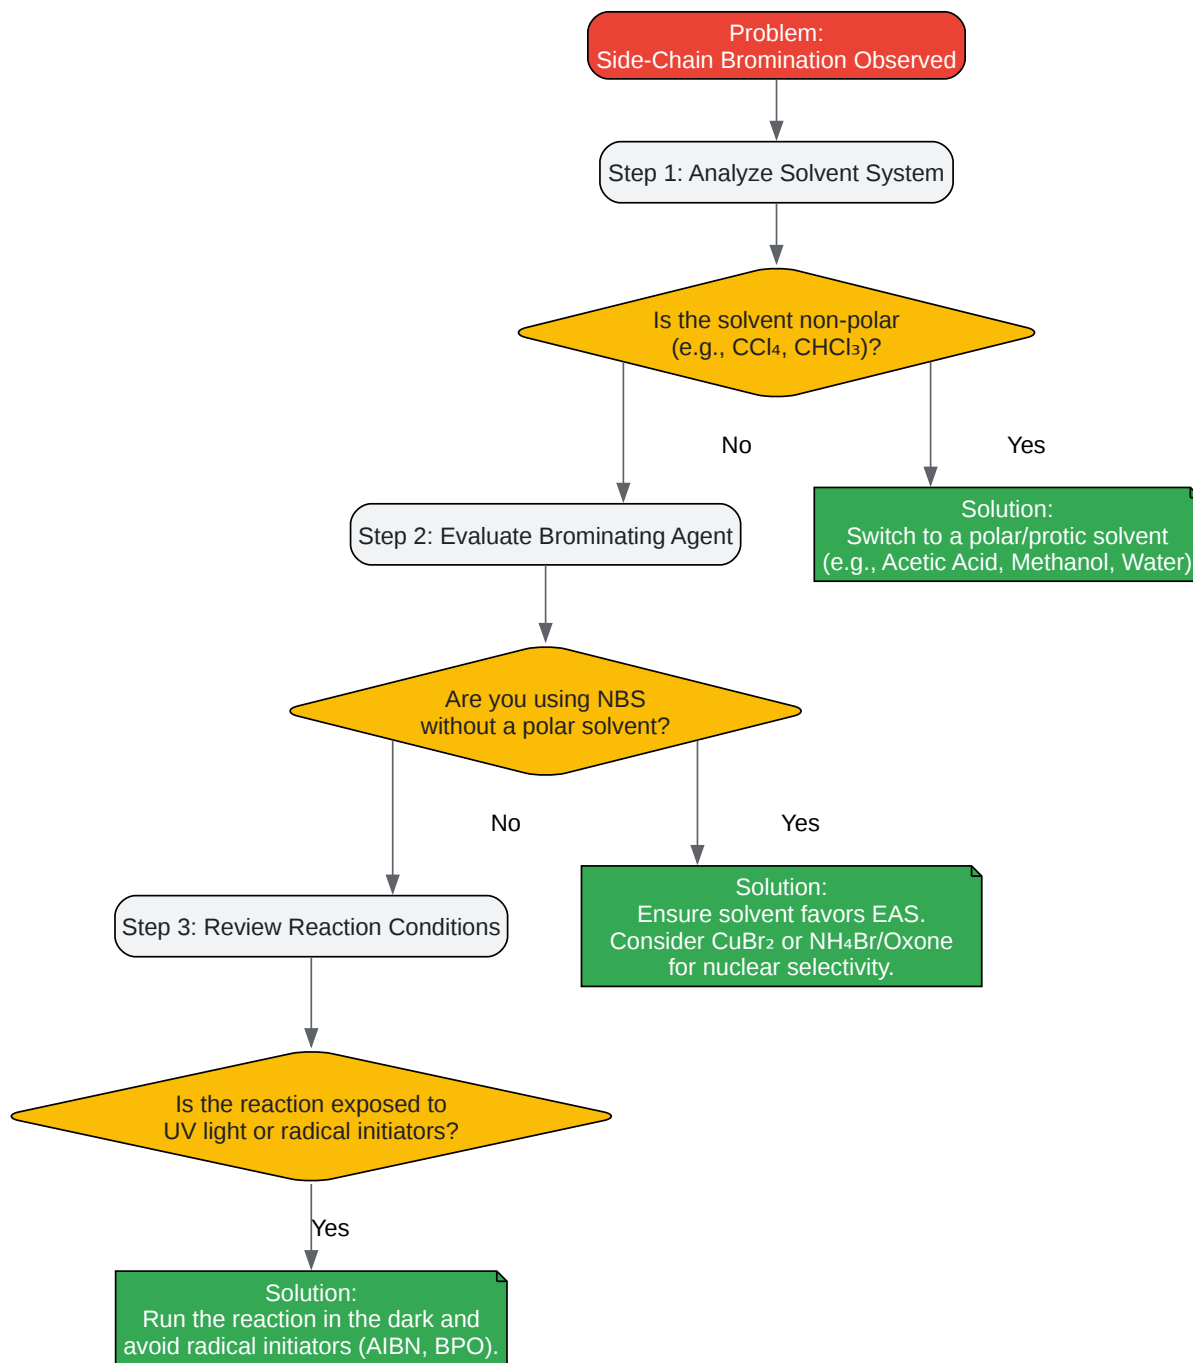 Problem:
Side-Chain Bromination Observed
Step 1: Analyze Solvent System
Is the solvent non-polar
(e.g., CCl₄, CHCl₃)?
No
Yes
Step 2: Evaluate Brominating Agent
Solution:
Switch to a polar/protic solvent
(e.g., Acetic Acid, Methanol, Water)
Are you using NBS
without a polar solvent?
No
Yes
Solution:
Ensure solvent favors EAS.
Consider CuBr₂ or NH₄Br/Oxone
for nuclear selectivity.
Step 3: Review Reaction Conditions
Is the reaction exposed to
UV light or radical initiators?
Yes
Solution:
Run the reaction in the dark and
avoid radical initiators (AIBN, BPO).